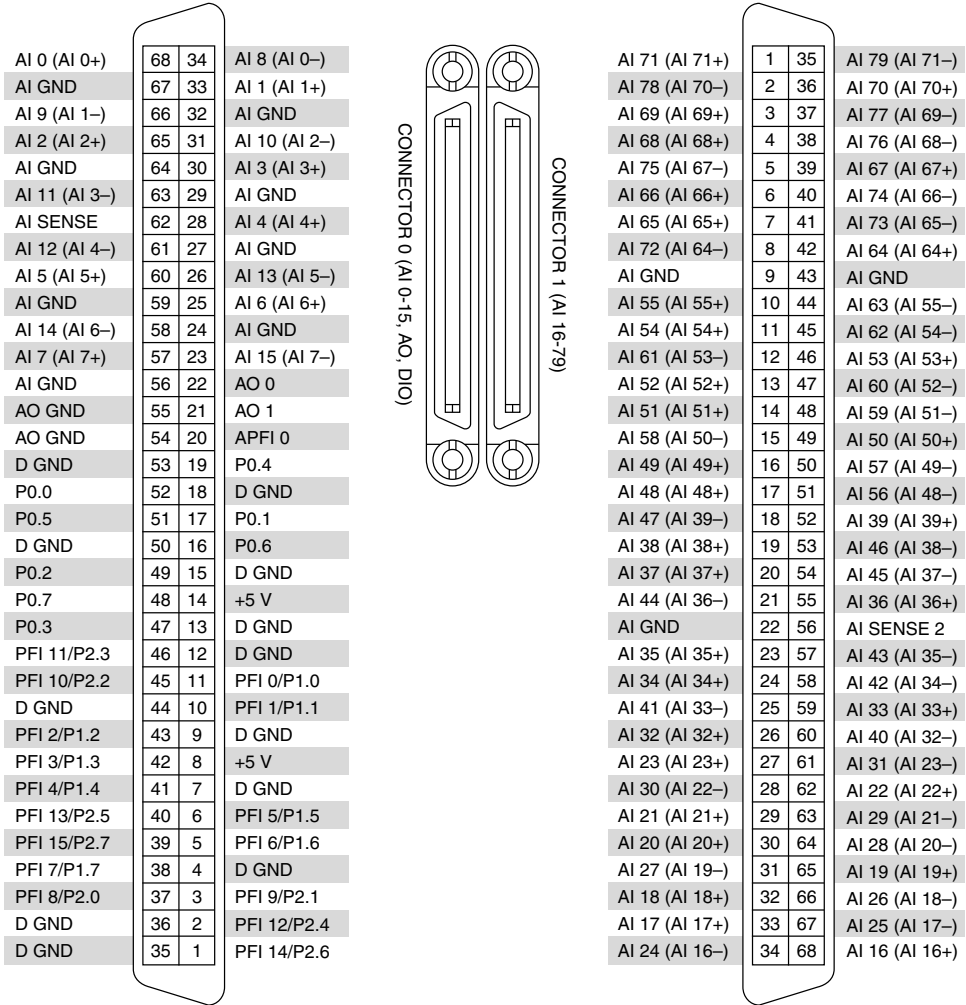 AI 0 (AI 0+) 68 34 AI 8 (AI 0–)
AI GND 67 33 AI 1 (AI 1+)
AI 9 (AI 1–) 66 32 AI GND
AI 2 (AI 2+) 65 31 AI 10 (AI 2–)
AI GND 64 30 AI 3 (AI 3+)
AI 11 (AI 3–) 63 29 AI GND
AI SENSE 62 28 AI 4 (AI 4+)
AI 12 (AI 4–) 61 27 AI GND
AI 5 (AI 5+) 60 26 AI 13 (AI 5–)
AI GND 59 25 AI 6 (AI 6+)
AI 14 (AI 6–) 58 24 AI GND
AI 7 (AI 7+) 57 23 AI 15 (AI 7–)
AI GND 56 22 AO 0
AO GND 55 21 AO 1
AO GND 54 20 APFI 0
D GND 53 19 P0.4
P0.0 52 18 D GND
P0.5 51 17 P0.1
D GND 50 16 P0.6
P0.2 49 15 D GND
P0.7 48 14 +5 V
P0.3 47 13 D GND
PFI 11/P2.3 46 12 D GND
PFI 10/P2.2 45 11 PFI 0/P1.0
D GND 44 10 PFI 1/P1.1
PFI 2/P1.2 43 9 D GND
PFI 3/P1.3 42 8 +5 V
PFI 4/P1.4 41 7 D GND
PFI 13/P2.5 40 6 PFI 5/P1.5
PFI 15/P2.7 39 5 PFI 6/P1.6
PFI 7/P1.7 38 4 D GND
PFI 8/P2.0 37 3 PFI 9/P2.1
D GND 36 2 PFI 12/P2.4
D GND 35 1 PFI 14/P2.6
CONNECTOR 0 (AI 0-15, AO, DIO)
CONNECTOR 1 (AI 16-79)
AI 71 (AI 71+) 1 35 AI 79 (AI 71–)
AI 78 (AI 70–) 2 36 AI 70 (AI 70+)
AI 69 (AI 69+) 3 37 AI 77 (AI 69–)
AI 68 (AI 68+) 4 38 AI 76 (AI 68–)
AI 75 (AI 67–) 5 39 AI 67 (AI 67+)
AI 66 (AI 66+) 6 40 AI 74 (AI 66–)
AI 65 (AI 65+) 7 41 AI 73 (AI 65–)
AI 72 (AI 64–) 8 42 AI 64 (AI 64+)
AI GND 9 43 AI GND
AI 55 (AI 55+) 10 44 AI 63 (AI 55–)
AI 54 (AI 54+) 11 45 AI 62 (AI 54–)
AI 61 (AI 53–) 12 46 AI 53 (AI 53+)
AI 52 (AI 52+) 13 47 AI 60 (AI 52–)
AI 51 (AI 51+) 14 48 AI 59 (AI 51–)
AI 58 (AI 50–) 15 49 AI 50 (AI 50+)
AI 49 (AI 49+) 16 50 AI 57 (AI 49–)
AI 48 (AI 48+) 17 51 AI 56 (AI 48–)
AI 47 (AI 39–) 18 52 AI 39 (AI 39+)
AI 38 (AI 38+) 19 53 AI 46 (AI 38–)
AI 37 (AI 37+) 20 54 AI 45 (AI 37–)
AI 44 (AI 36–) 21 55 AI 36 (AI 36+)
AI GND 22 56 AI SENSE 2
AI 35 (AI 35+) 23 57 AI 43 (AI 35–)
AI 34 (AI 34+) 24 58 AI 42 (AI 34–)
AI 41 (AI 33–) 25 59 AI 33 (AI 33+)
AI 32 (AI 32+) 26 60 AI 40 (AI 32–)
AI 23 (AI 23+) 27 61 AI 31 (AI 23–)
AI 30 (AI 22–) 28 62 AI 22 (AI 22+)
AI 21 (AI 21+) 29 63 AI 29 (AI 21–)
AI 20 (AI 20+) 30 64 AI 28 (AI 20–)
AI 27 (AI 19–) 31 65 AI 19 (AI 19+)
AI 18 (AI 18+) 32 66 AI 26 (AI 18–)
AI 17 (AI 17+) 33 67 AI 25 (AI 17–)
AI 24 (AI 16–) 34 68 AI 16 (AI 16+)